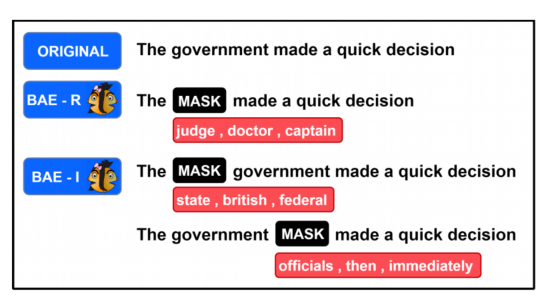 ORIGINAL The government made a quick decision
BAE - R The MASK made a quick decision
judge , doctor , captain
BAE - I The MASK government made a quick decision
state , british , federal
The government MASK made a quick decision
officials , then , immediately